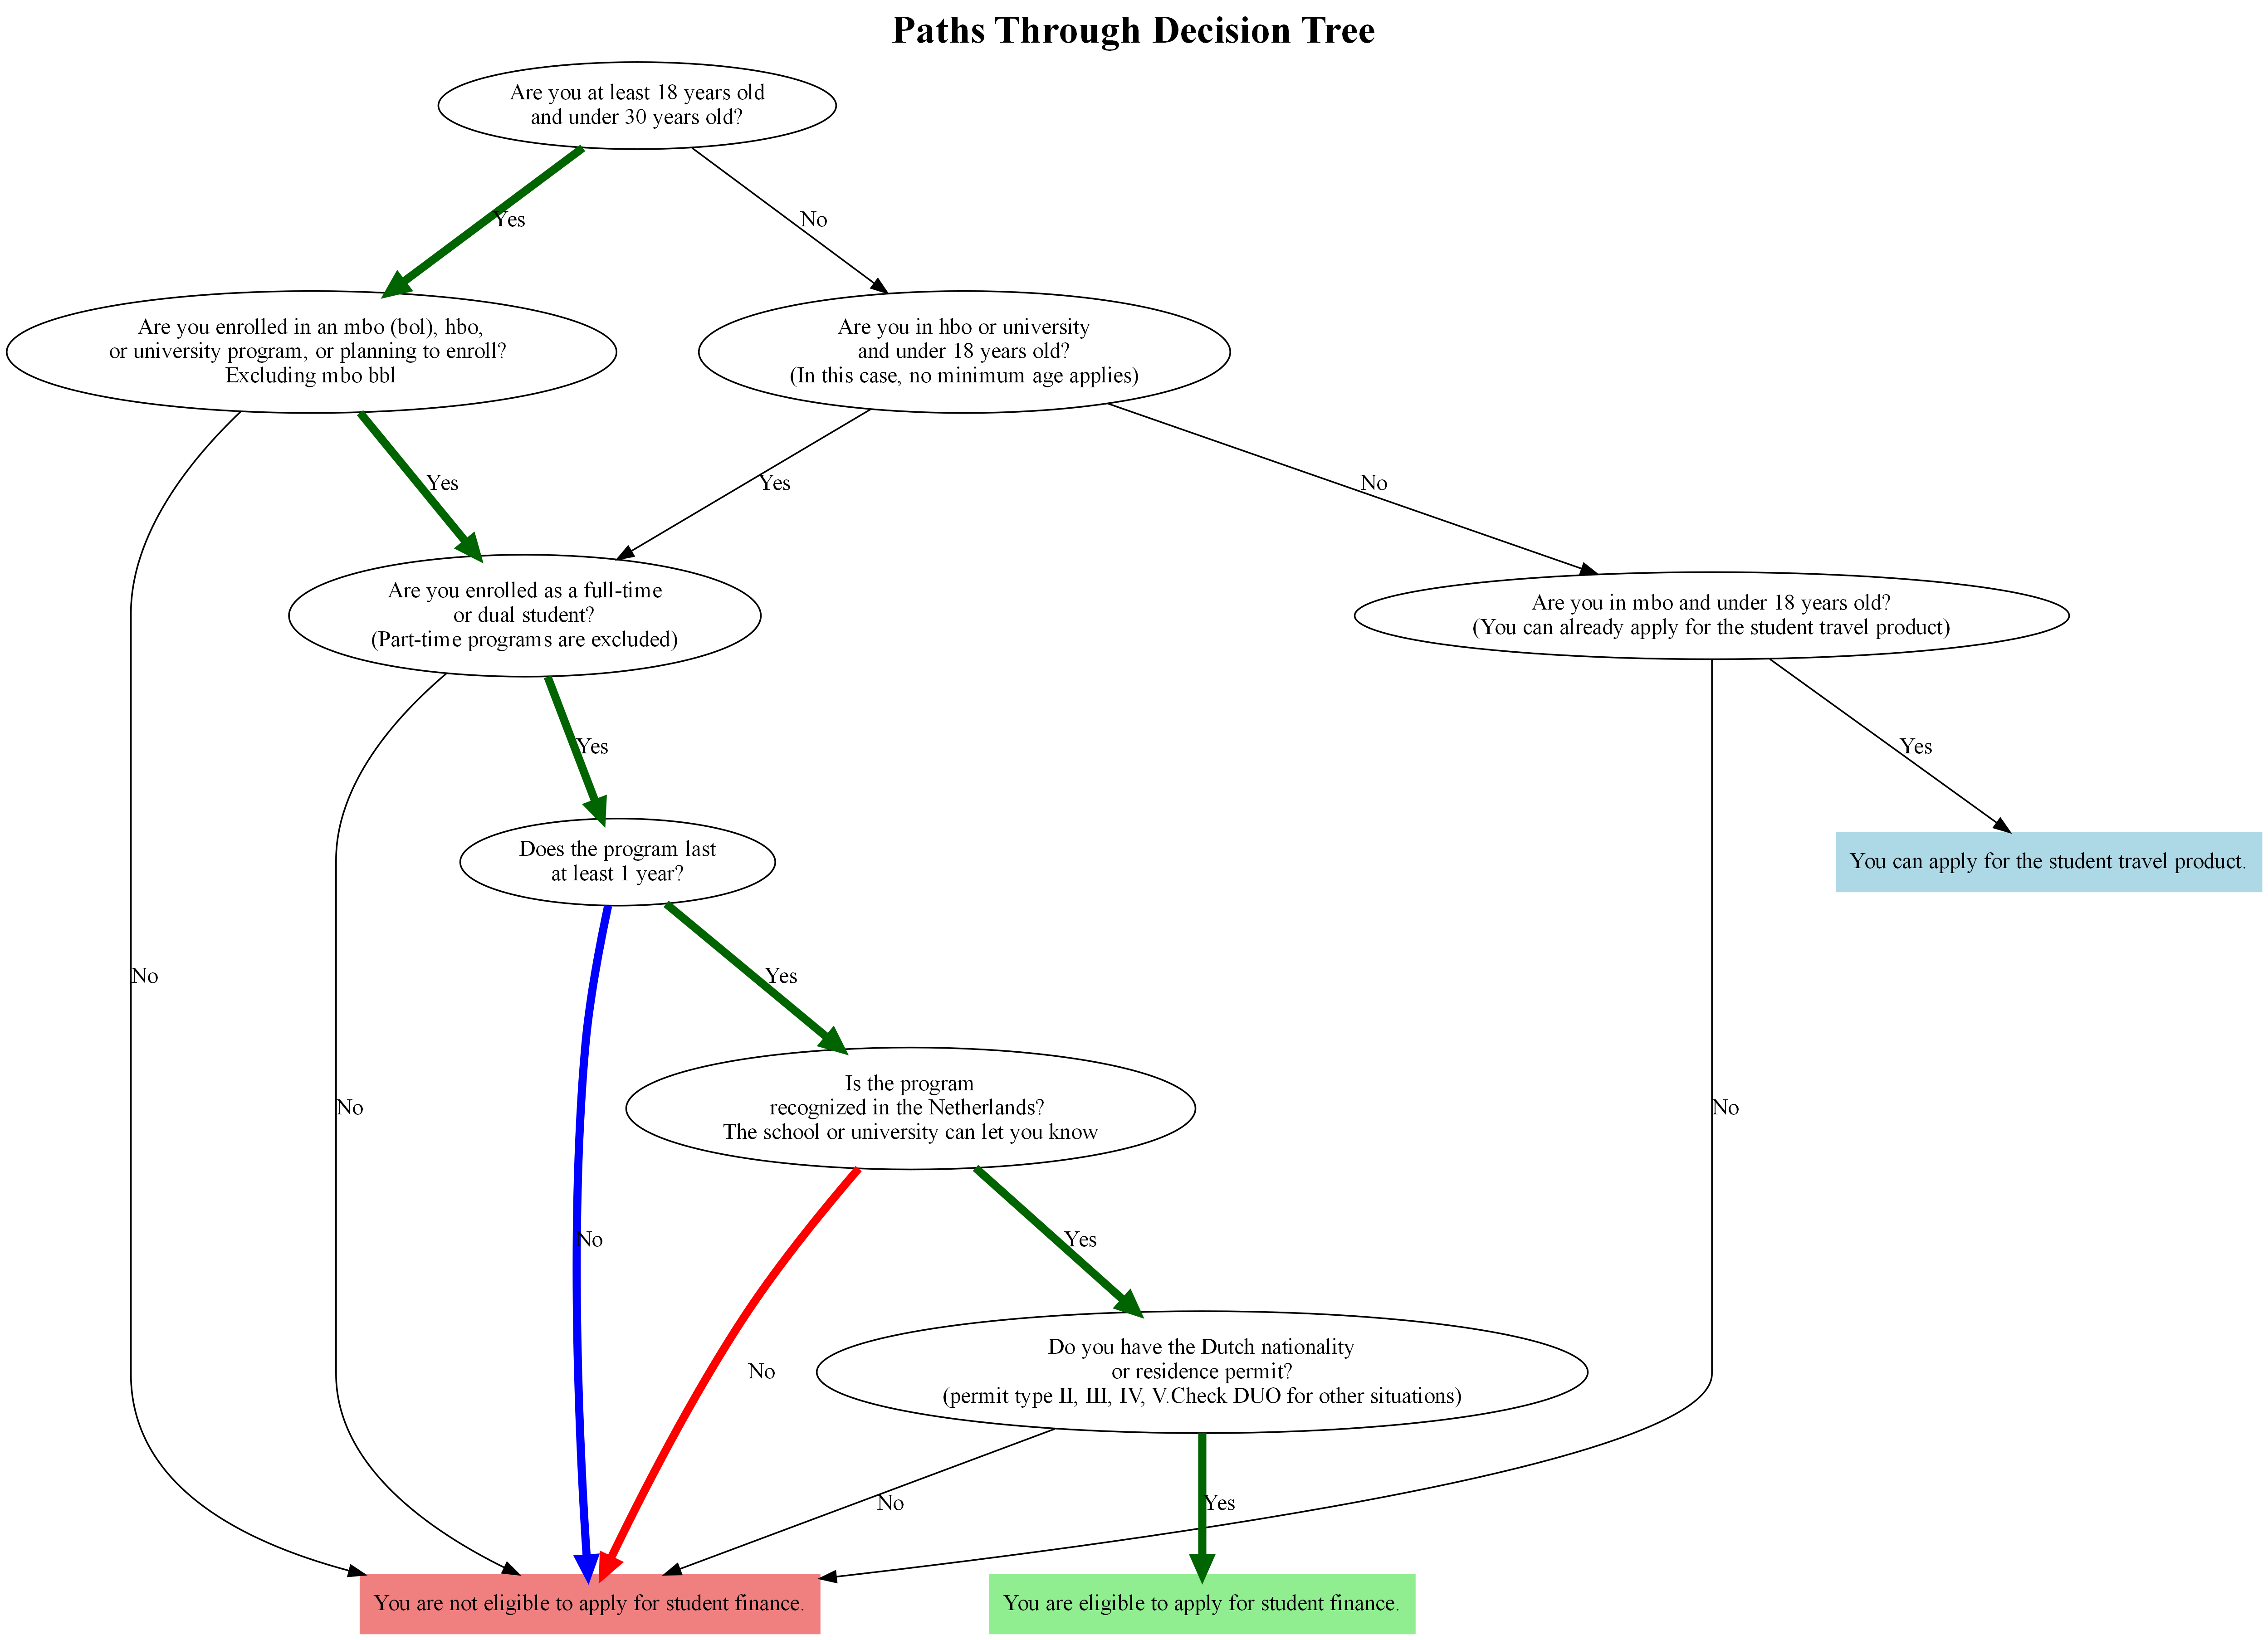 Paths Through Decision Tree
Are you at least 18 years old
and under 30 years old?
Yes
No
Are you enrolled in an mbo (bol), hbo,
or university program, or planning to enroll?
Excluding mbo bbl
Are you in hbo or university
and under 18 years old?
(In this case, no minimum age applies)
Yes
Yes
No
Are you enrolled as a full-time
or dual student?
(Part-time programs are excluded)
Are you in mbo and under 18 years old?
(You can already apply for the student travel product)
Yes
Yes
Does the program last
at least 1 year?
You can apply for the student travel product.
No
Yes
Is the program
recognized in the Netherlands?
The school or university can let you know
No
No
No
Yes
Do you have the Dutch nationality
or residence permit?
(permit type II, III, IV, V.Check DUO for other situations)
No
No
Yes
You are not eligible to apply for student finance.
You are eligible to apply for student finance.